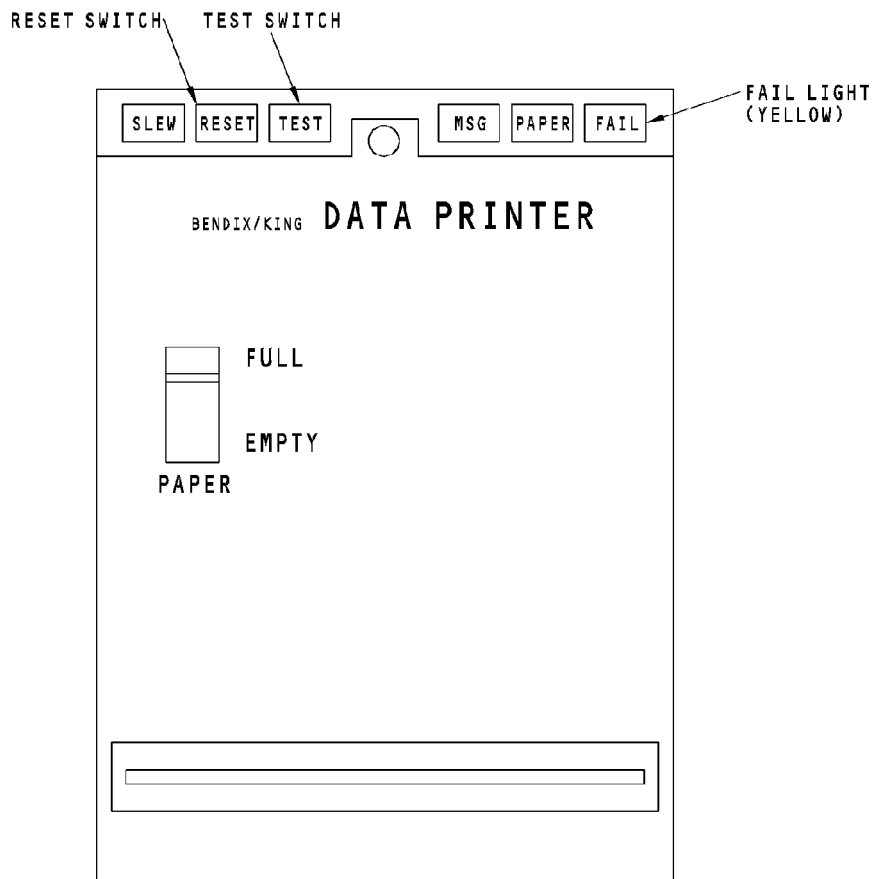 RESET SWITCH TEST SWITCH
FAIL LIGHT
(YELLOW)
SLEW RESET TEST MSG PAPER FAIL
BENDIX/KING DATA PRINTER
FULL
EMPTY
PAPER